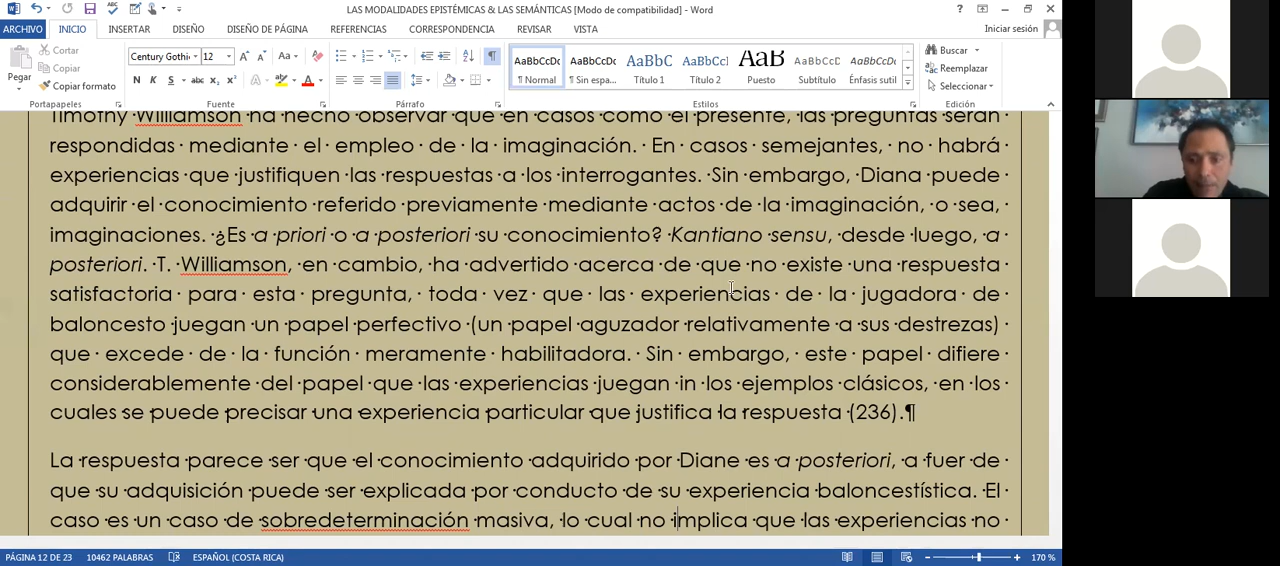 LAS MODALIDADES EPISTÉMICAS & LAS SEMÁNTICAS [Modo de compatibilidad] - Word
ARCHIVO INICIO INSERTAR DISEÑO DISEÑO DE PÁGINA REFERENCIAS CORRESPONDENCIA REVISAR VISTA Iniciar sesión
Pegar
Cortar
Copiar
Copiar formato
Portapapeles
Century Gothi 12
N K S abc x₂ x²
Fuente
Párrafo
AaBbCcDc AaBbCcDc AaBbC AaBbCcl AaB AaBbCcD AaBbCcDc
¶ Normal ¶ Sin espa... Título 1 Título 2 Puesto Subtítulo Énfasis sutil
Estilos
Buscar
Reemplazar
Seleccionar
Edición
Timothy Williamson ha hecho observar que en casos como el presente, las preguntas serán
respondidas mediante el empleo de la imaginación. En casos semejantes, no habrá
experiencias que justifiquen las respuestas a los interrogantes. Sin embargo, Diana puede
adquirir el conocimiento referido previamente mediante actos de la imaginación, o sea,
imaginaciones. ¿Es a priori o a posteriori su conocimiento? Kantiano sensu, desde luego, a
posteriori. T. Williamson, en cambio, ha advertido acerca de que no existe una respuesta
satisfactoria para esta pregunta, toda vez que las experiencias de la jugadora de
baloncesto juegan un papel perfectivo (un papel aguzador relativamente a sus destrezas)
que excede de la función meramente habilitadora. Sin embargo, este papel difiere
considerablemente del papel que las experiencias juegan in los ejemplos clásicos, en los
cuales se puede precisar una experiencia particular que justifica la respuesta (236).¶
La respuesta parece ser que el conocimiento adquirido por Diane es a posteriori, a fuer de
que su adquisición puede ser explicada por conducto de su experiencia baloncestística. El
caso es un caso de sobredeterminación masiva, lo cual no implica que las experiencias no
PÁGINA 12 DE 23 10462 PALABRAS ESPAÑOL (COSTA RICA) 170 %